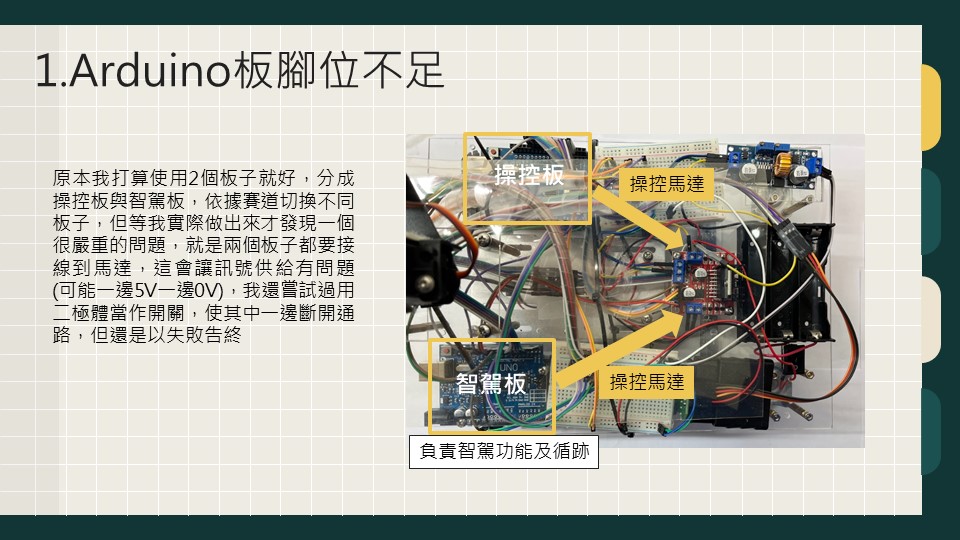 1.Arduino板腳位不足
原本我打算使用2個板子就好，分成
操控板與智駕板，依據賽道切換不同
板子，但等我實際做出來才發現一個
很嚴重的問題，就是兩個板子都要接
線到馬達，這會讓訊號供給有問題
(可能一邊5V一邊0V)，我還嘗試過用
二極體當作開關，使其中一邊斷開通
路，但還是以失敗告終
操控板
操控馬達
UNO
智駕板
操控馬達
負責智駕功能及循跡